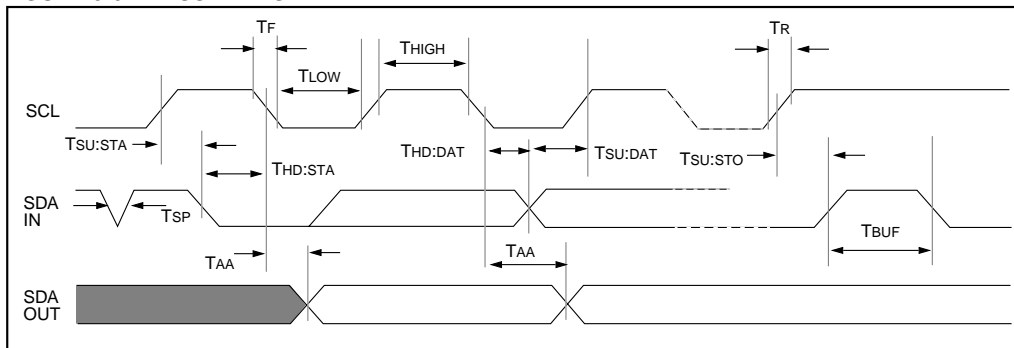 TF
TR
THIGH
TLOW
SCL
TSU:STA
THD:DAT
TSU:DAT
TSU:STO
THD:STA
SDA
IN
TSP
TBUF
TAA
TAA
SDA
OUT